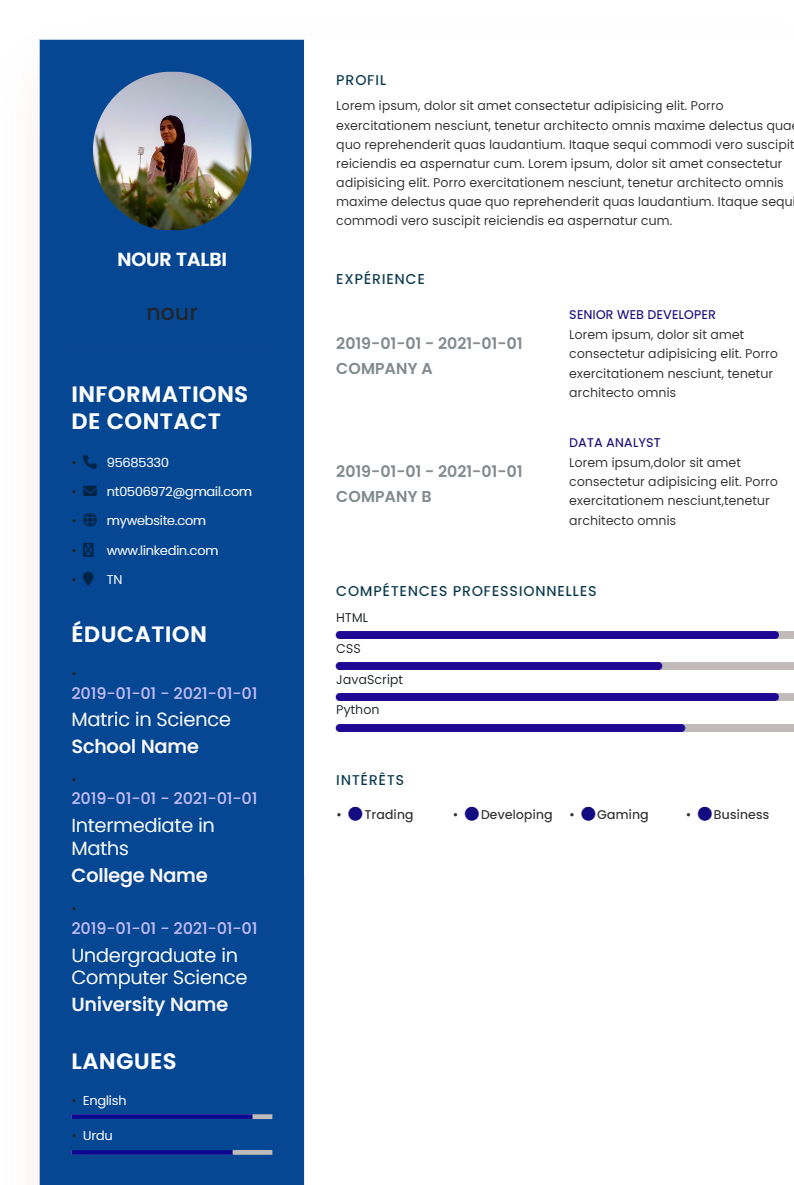 NOUR TALBI
nour
INFORMATIONS
DE CONTACT
95685330
nt0506972@gmail.com
mywebsite.com
www.linkedin.com
TN
ÉDUCATION
2019-01-01 - 2021-01-01
Matric in Science
School Name
2019-01-01 - 2021-01-01
Intermediate in
Maths
College Name
2019-01-01 - 2021-01-01
Undergraduate in
Computer Science
University Name
LANGUES
English
Urdu
PROFIL
Lorem ipsum, dolor sit amet consectetur adipisicing elit. Porro
exercitationem nesciunt, tenetur architecto omnis maxime delectus quae
quo reprehenderit quas laudantium. Itaque sequi commodi vero suscipit
reiciendis ea aspernatur cum. Lorem ipsum, dolor sit amet consectetur
adipisicing elit. Porro exercitationem nesciunt, tenetur architecto omnis
maxime delectus quae quo reprehenderit quas laudantium. Itaque sequi
commodi vero suscipit reiciendis ea aspernatur cum.
EXPÉRIENCE
2019-01-01 - 2021-01-01
COMPANY A
SENIOR WEB DEVELOPER
Lorem ipsum, dolor sit amet
consectetur adipisicing elit. Porro
exercitationem nesciunt, tenetur
architecto omnis
2019-01-01 - 2021-01-01
COMPANY B
DATA ANALYST
Lorem ipsum,dolor sit amet
consectetur adipisicing elit. Porro
exercitationem nesciunt,tenetur
architecto omnis
COMPÉTENCES PROFESSIONNELLES
HTML
CSS
JavaScript
Python
INTÉRÊTS
• Trading • Developing • Gaming • Business